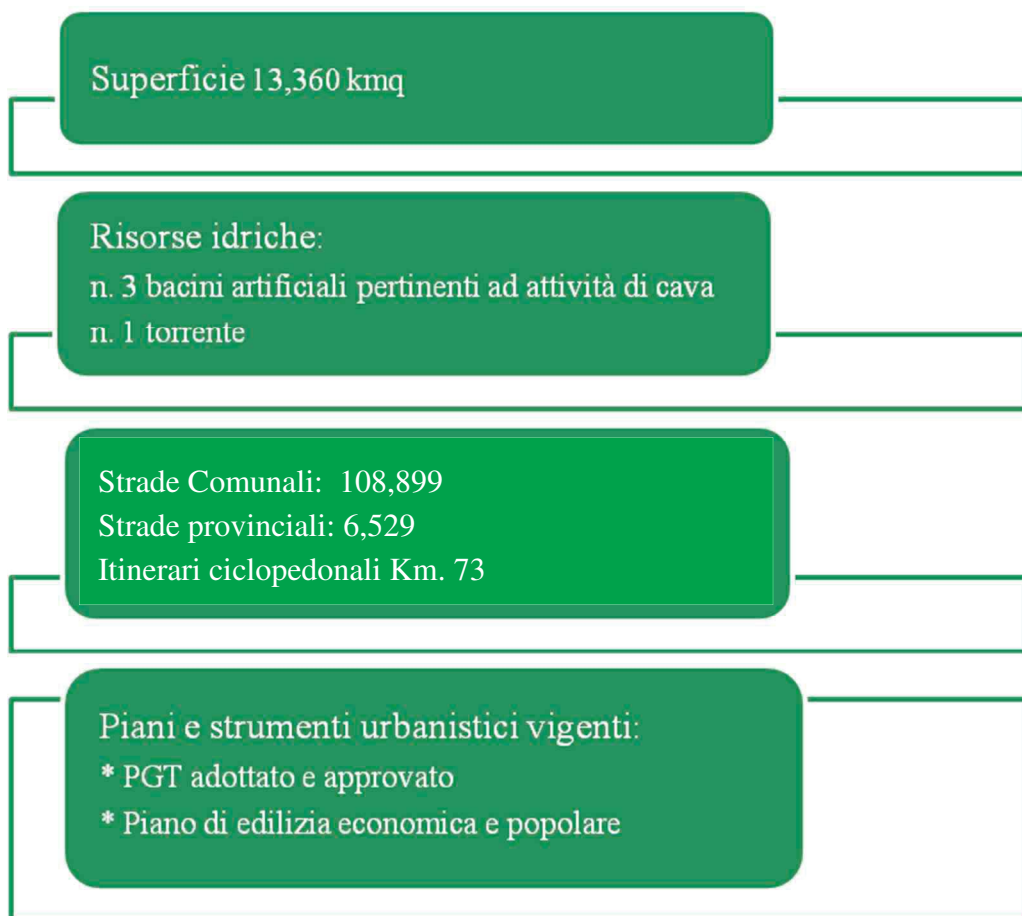 Superficie 13,360 kmq
Risorse idriche:
n. 3 bacini artificiali pertinenti ad attività di cava
n. 1 torrente
Strade Comunali: 108,899
Strade provinciali: 6,529
Itinerari ciclopedonali Km. 73
Piani e strumenti urbanistici vigenti:
* PGT adottato e approvato
* Piano di edilizia economica e popolare